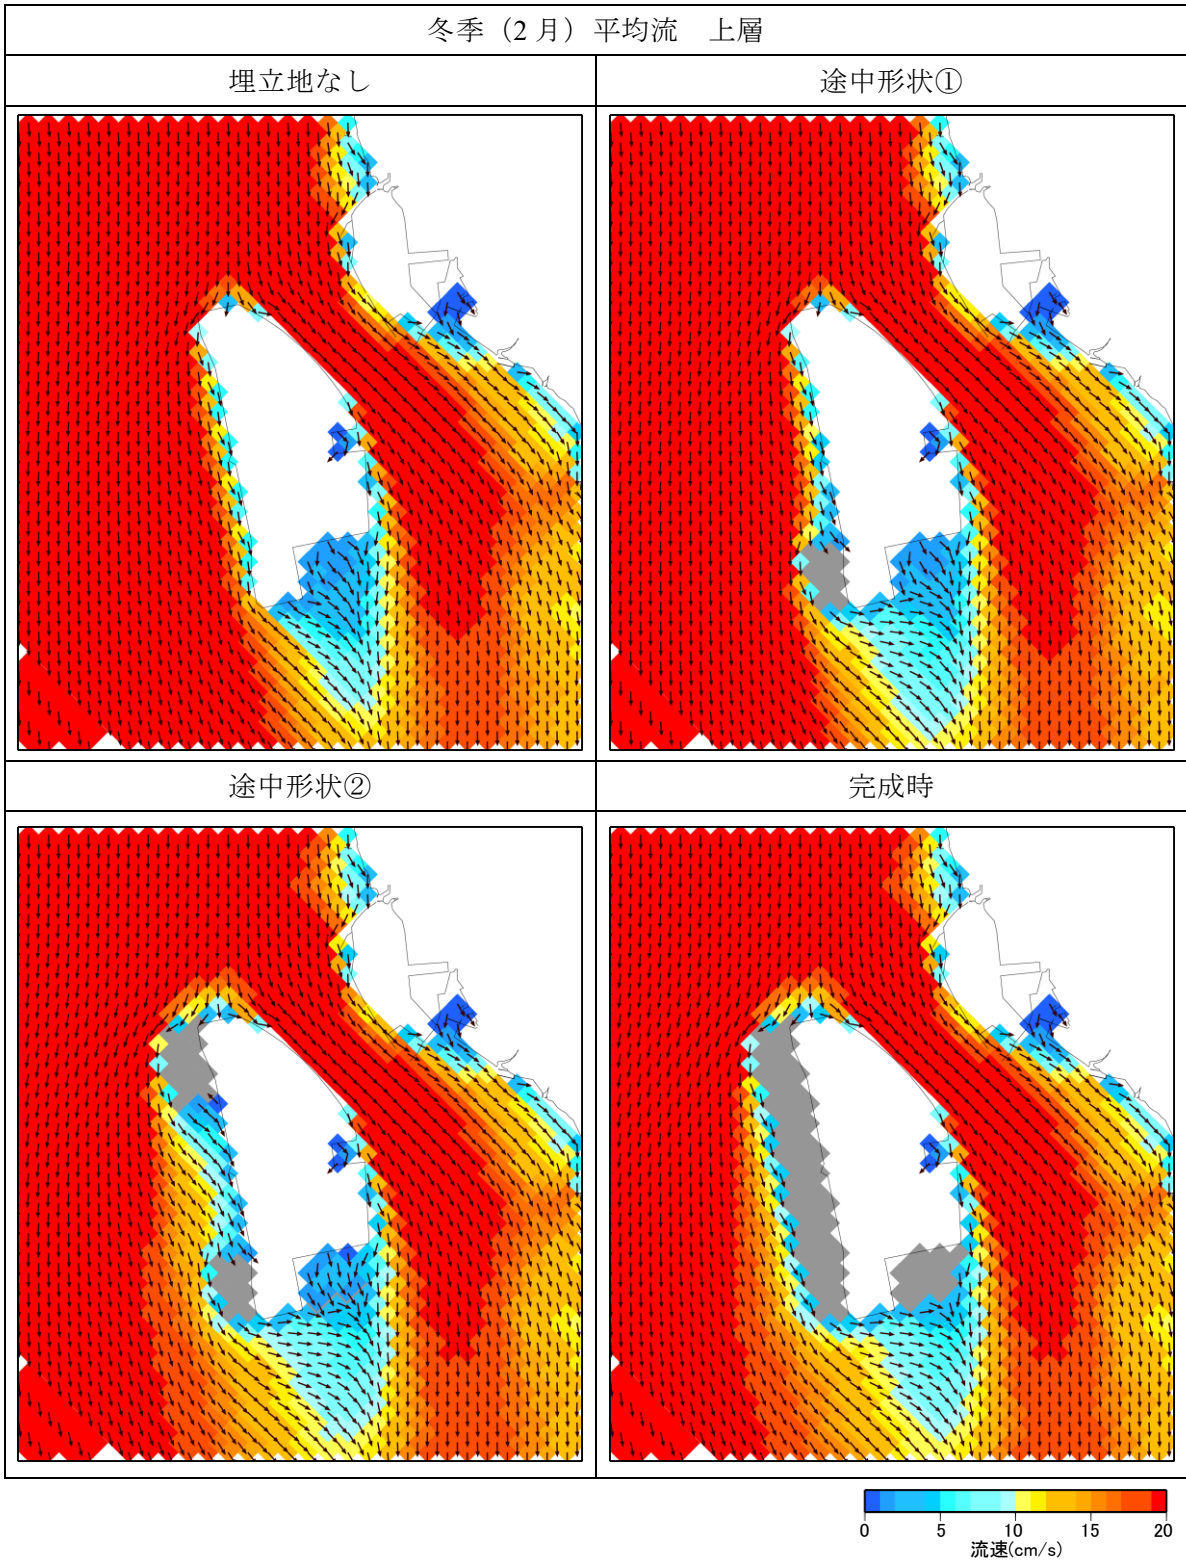 冬季（2 月）平均流　上層
埋立地なし
途中形状①
途中形状②
完成時
0 5 10 15 20
流速(cm/s)